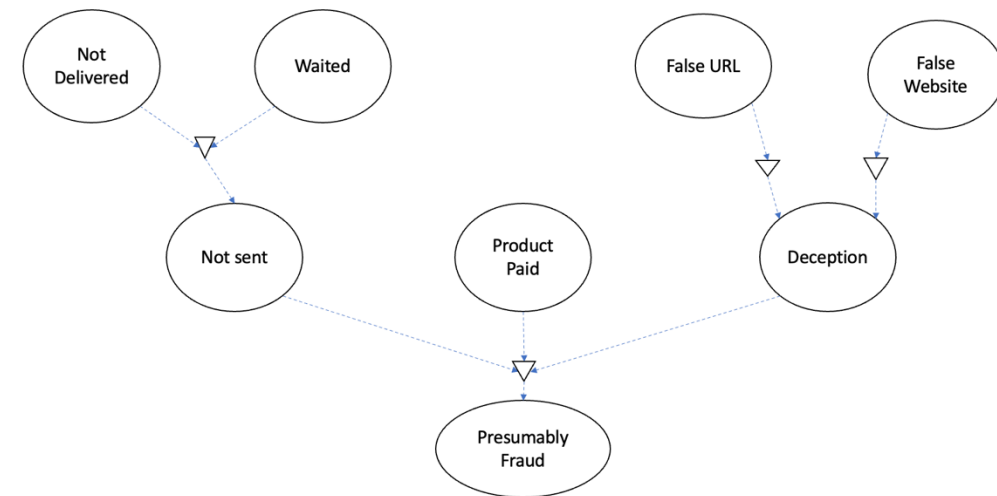 Not
Delivered
Waited
False URL
False
Website
Not sent
Product
Paid
Deception
Presumably
Fraud